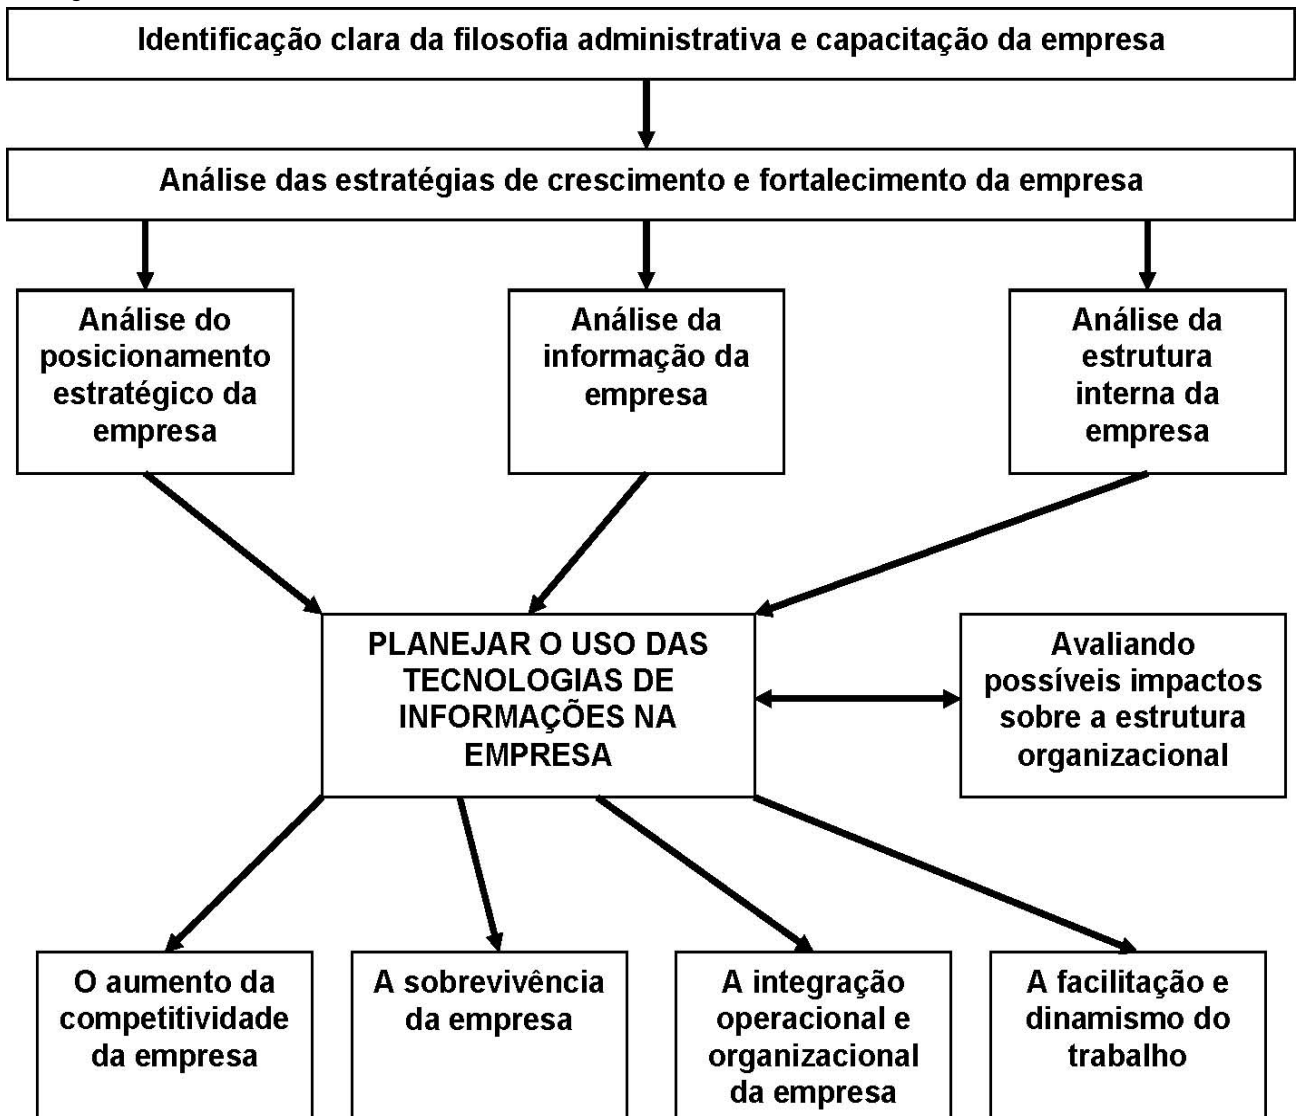 Identificação clara da filosofia administrativa e capacitação da empresa
Análise das estratégias de crescimento e fortalecimento da empresa
Análise do
posicionamento
estratégico da
empresa
Análise da
informação da
empresa
Análise da
estrutura
interna da
empresa
PLANEJAR O USO DAS
TECNOLOGIAS DE
INFORMAÇÕES NA
EMPRESA
Avaliando
possíveis impactos
sobre a estrutura
organizacional
O aumento da
competitividade
da empresa
A sobrevivência
da empresa
A integração
operacional e
organizacional
da empresa
A facilitação e
dinamismo do
trabalho